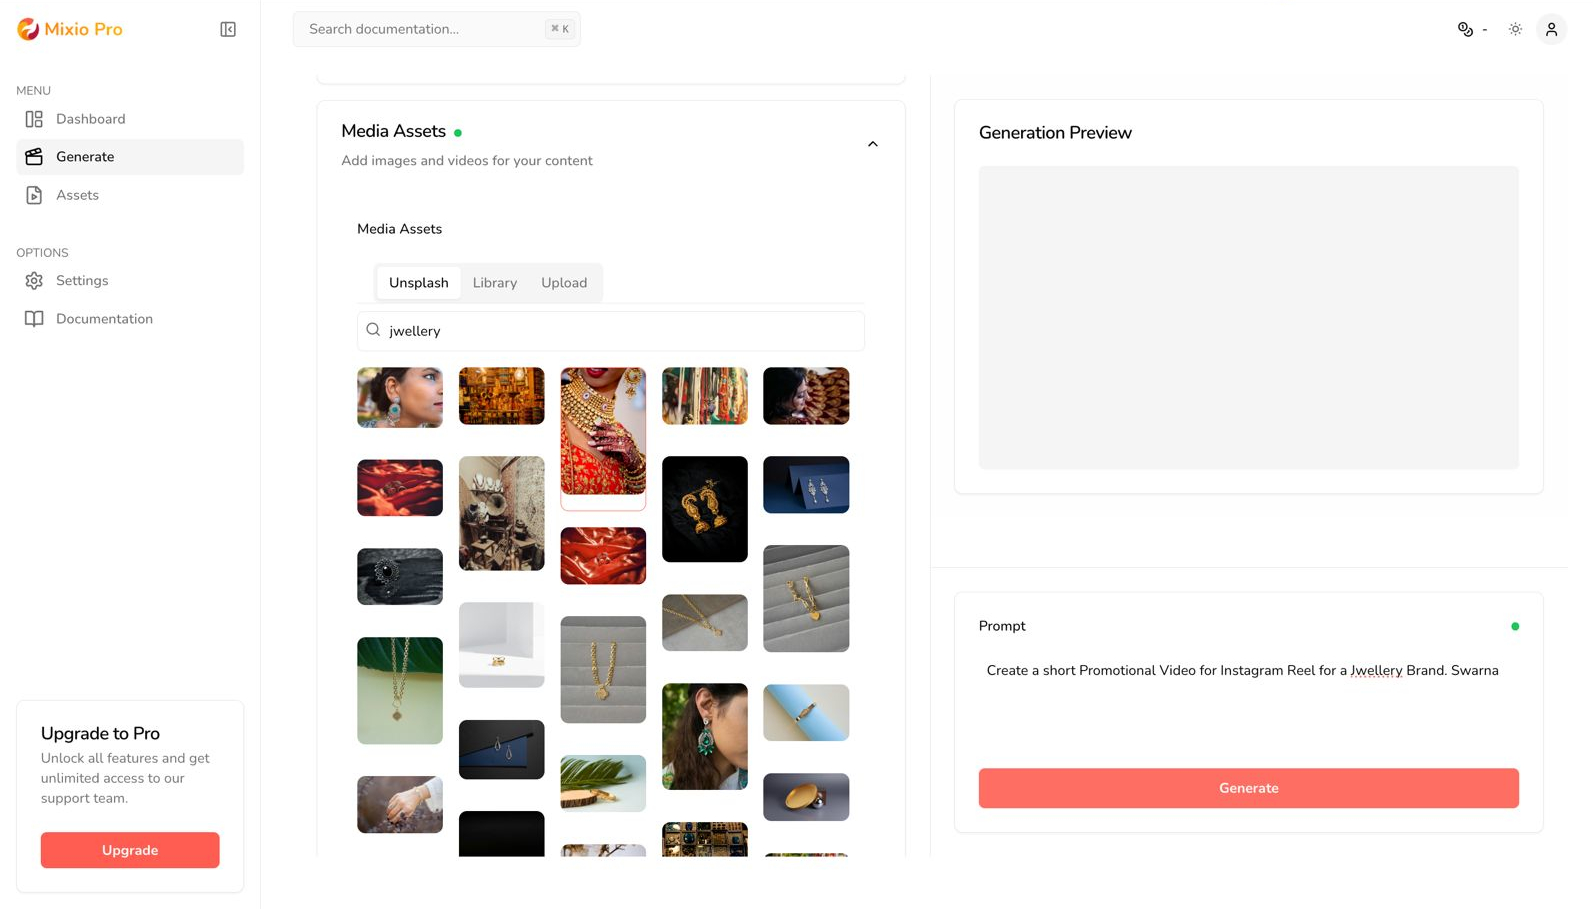 Mixio Pro
Search documentation...
⌘ K
-
MENU
Dashboard
Generate
Assets
OPTIONS
Settings
Documentation
Upgrade to Pro
Unlock all features and get
unlimited access to our
support team.
Upgrade
Media Assets
Add images and videos for your content
Media Assets
Unsplash
Library
Upload
jwellery
Generation Preview
Prompt
Create a short Promotional Video for Instagram Reel for a Jwellery Brand. Swarna
Generate